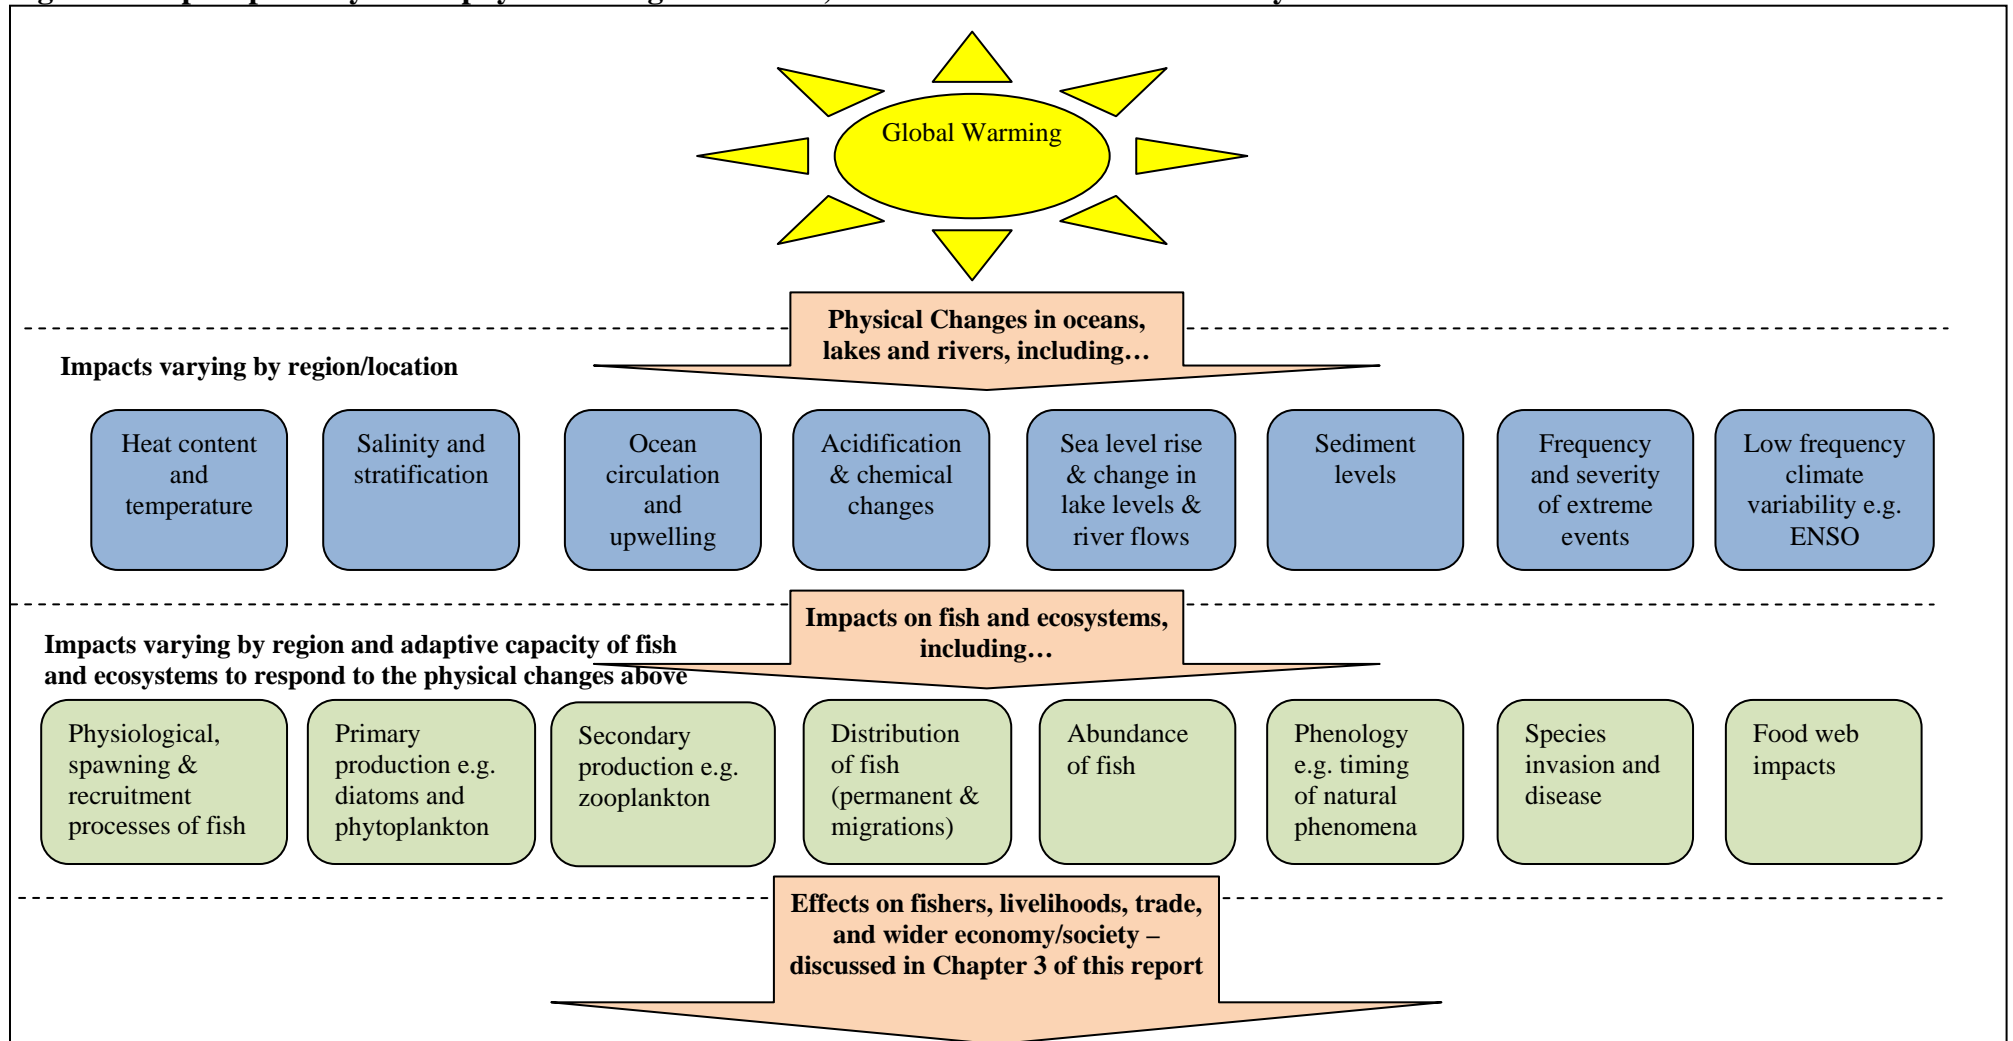 Global Warming
Physical Changes in oceans,
lakes and rivers, including…
Impacts varying by region/location
Heat content
and
temperature
Salinity and
stratification
Ocean
circulation
and
upwelling
Acidification
& chemical
changes
Sea level rise
& change in
lake levels &
river flows
Sediment
levels
Frequency
and severity
of extreme
events
Low frequency
climate
variability e.g.
ENSO
Impacts on fish and ecosystems,
including…
Impacts varying by region and adaptive capacity of fish
and ecosystems to respond to the physical changes above
Physiological,
spawning &
recruitment
processes of fish
Primary
production e.g.
diatoms and
phytoplankton
Secondary
production e.g.
zooplankton
Distribution
of fish
(permanent &
migrations)
Abundance
of fish
Phenology
e.g. timing
of natural
phenomena
Species
invasion and
disease
Food web
impacts
Effects on fishers, livelihoods, trade,
and wider economy/society –
discussed in Chapter 3 of this report